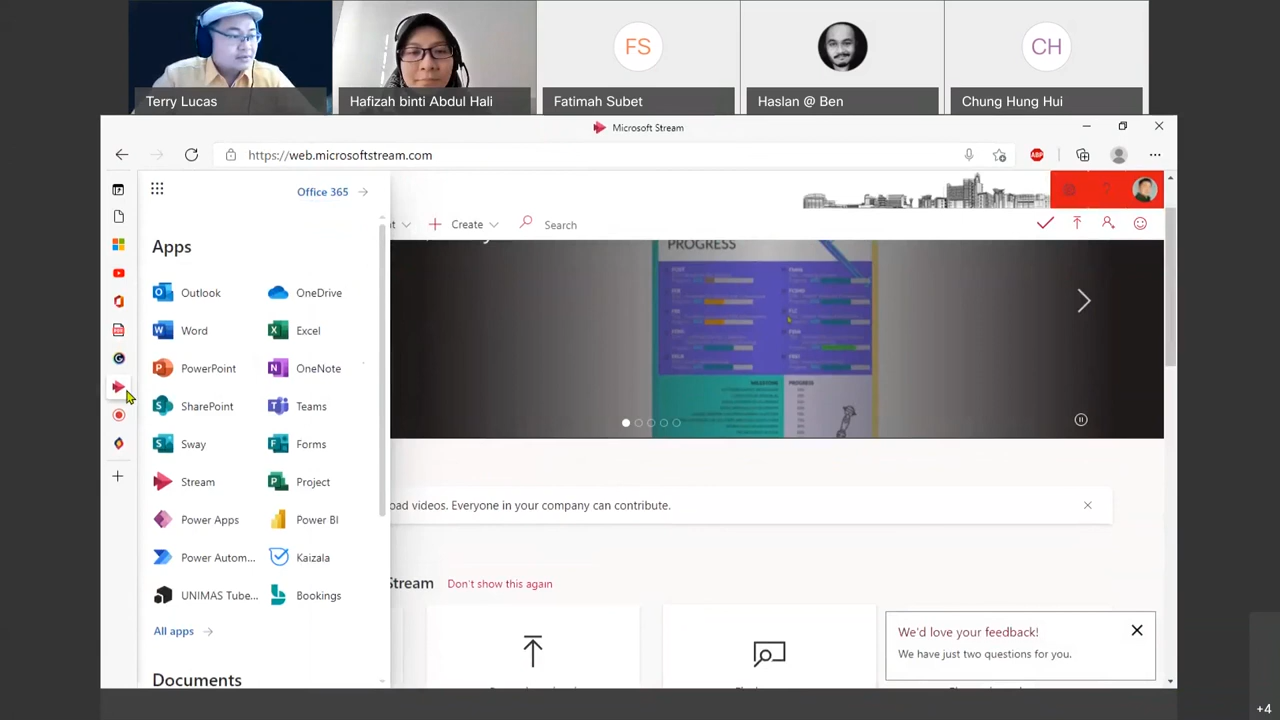 FS
CH
Terry Lucas
Hafizah binti Abdul Hali
Fatimah Subet
Haslan @ Ben
Chung Hung Hui
Microsoft Stream
https://web.microsoftstream.com
ABP
Office 365
Create
Search
Apps
PROGRESS
Outlook
OneDrive
Word
Excel
PowerPoint
OneNote
SharePoint
Teams
Sway
Forms
Stream
Project
oad videos. Everyone in your company can contribute.
Power Apps
Power BI
Power Autom...
Kaizala
Stream
Don't show this again
UNIMAS Tube...
Bookings
All apps
We'd love your feedback!
We have just two questions for you.
Documents
+4